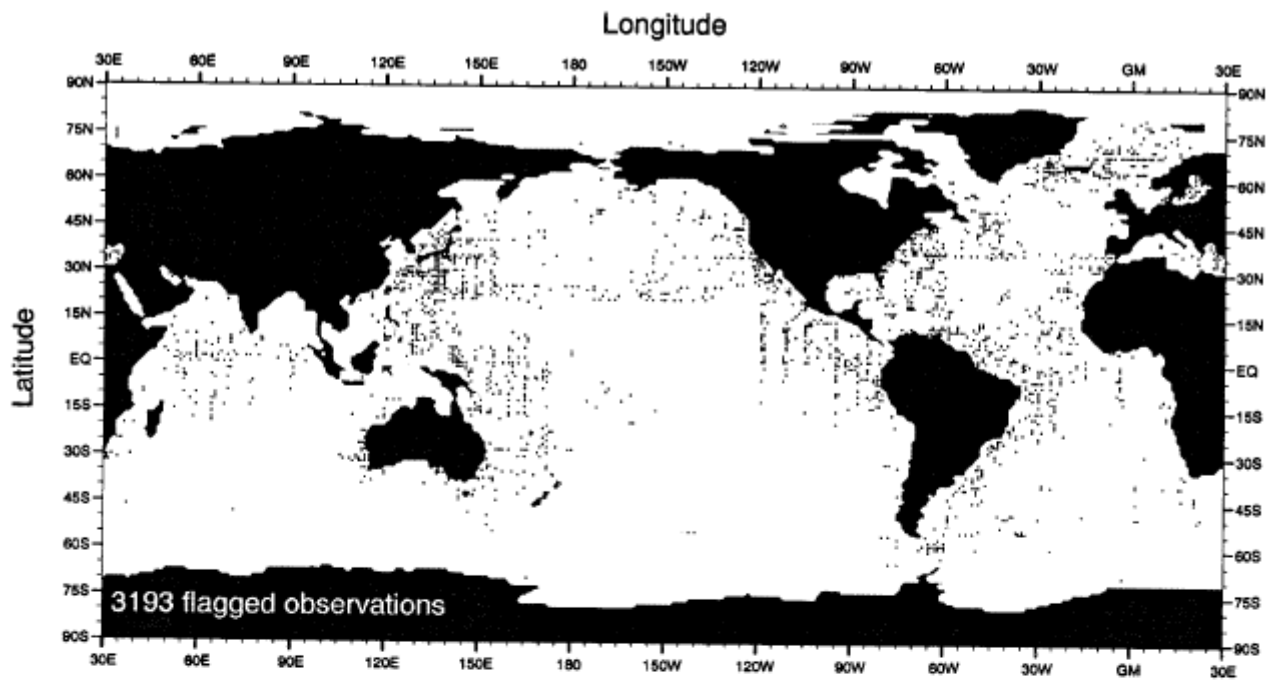 Longitude
30E 60E 90E 120E 150E 180 150W 120W 90W 60W 30W GM 30E
90N 90N
75N 75N
60N 60N
45N 45N
30N 30N
15N 15N
EQ EQ
15S 15S
30S 30S
45S 45S
60S 60S
75S 75S
90S 90S
Latitude
3193 flagged observations
30E 60E 90E 120E 150E 180 150W 120W 90W 60W 30W GM 30E